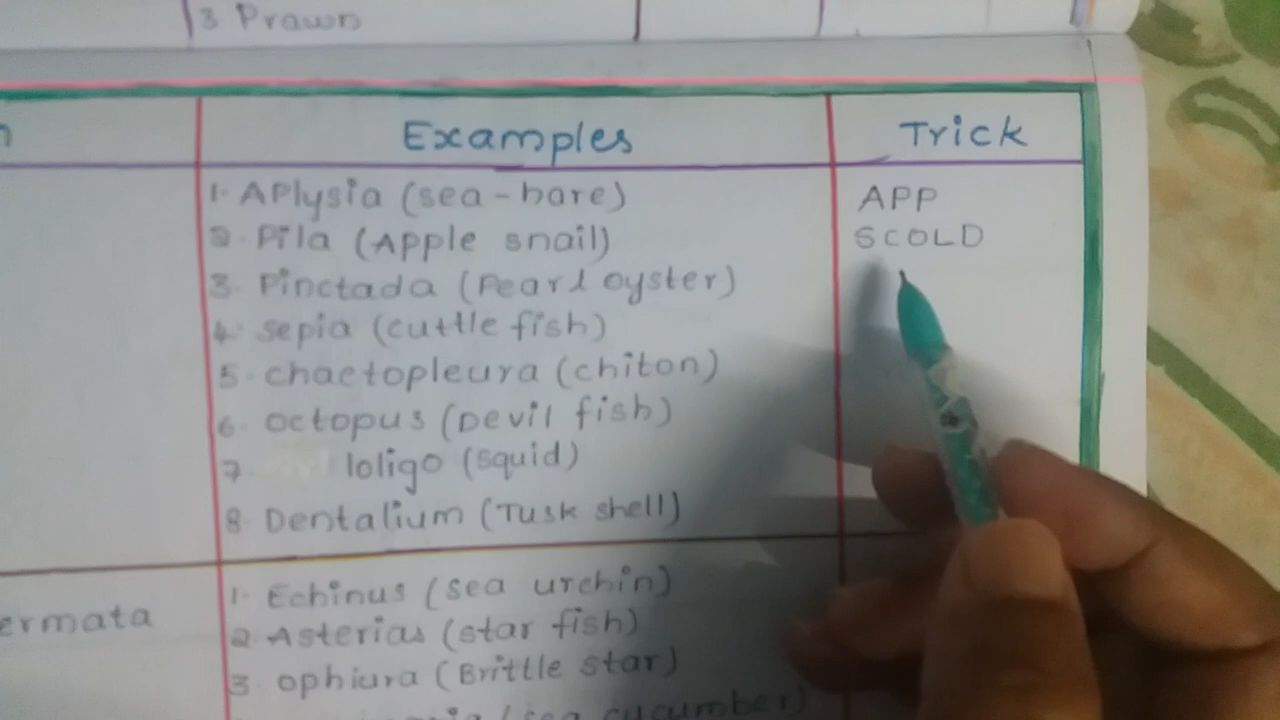 3 Prawn
Examples
Trick
1. APlysia (sea-hare)
APP
2. Pila (Apple snail)
SCOLD
3. Pinctada (Pearl oyster)
4. sepia (cuttle fish)
5. chaetopleura (chiton)
6. octopus (Devil fish)
7 loligo (squid)
8. Dentalium (Tusk shell)
ermata
1. Echinus (sea urchin)
2. Asterias (star fish)
3. ophiura (Brittle star)
(sea cucumber)